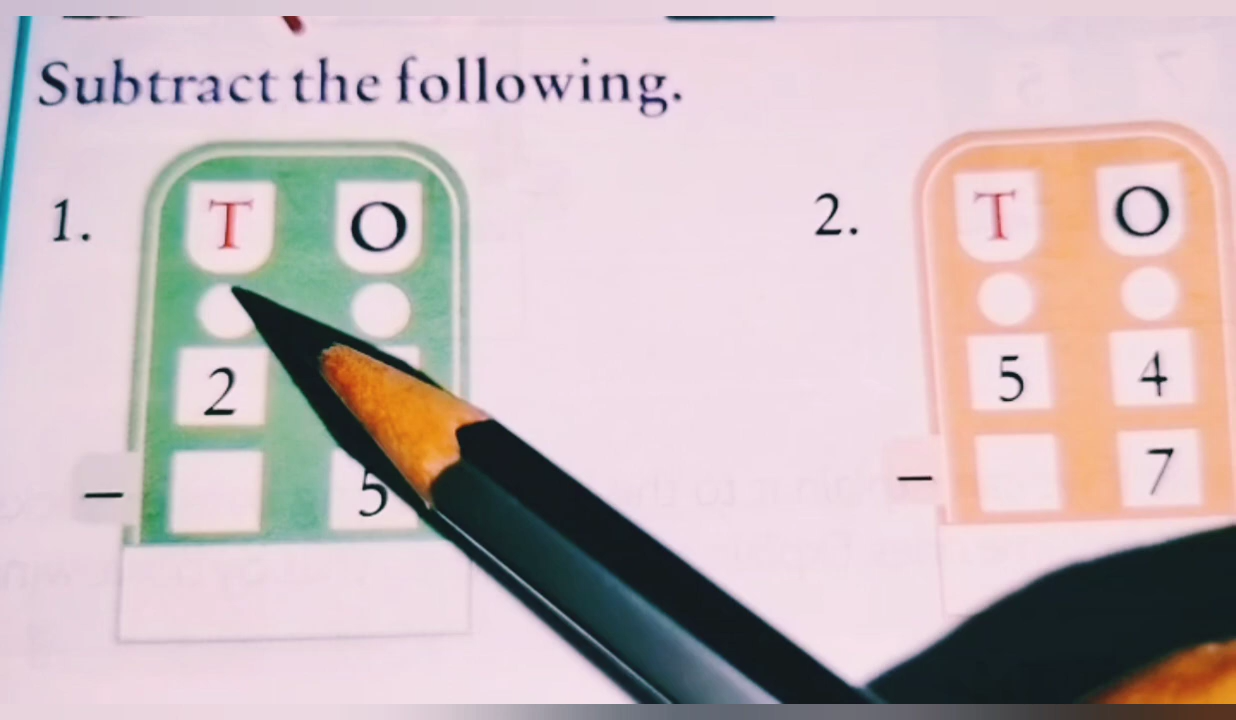 Subtract the following.
1. T O
2
– 5
2. T O
5 4
– 7